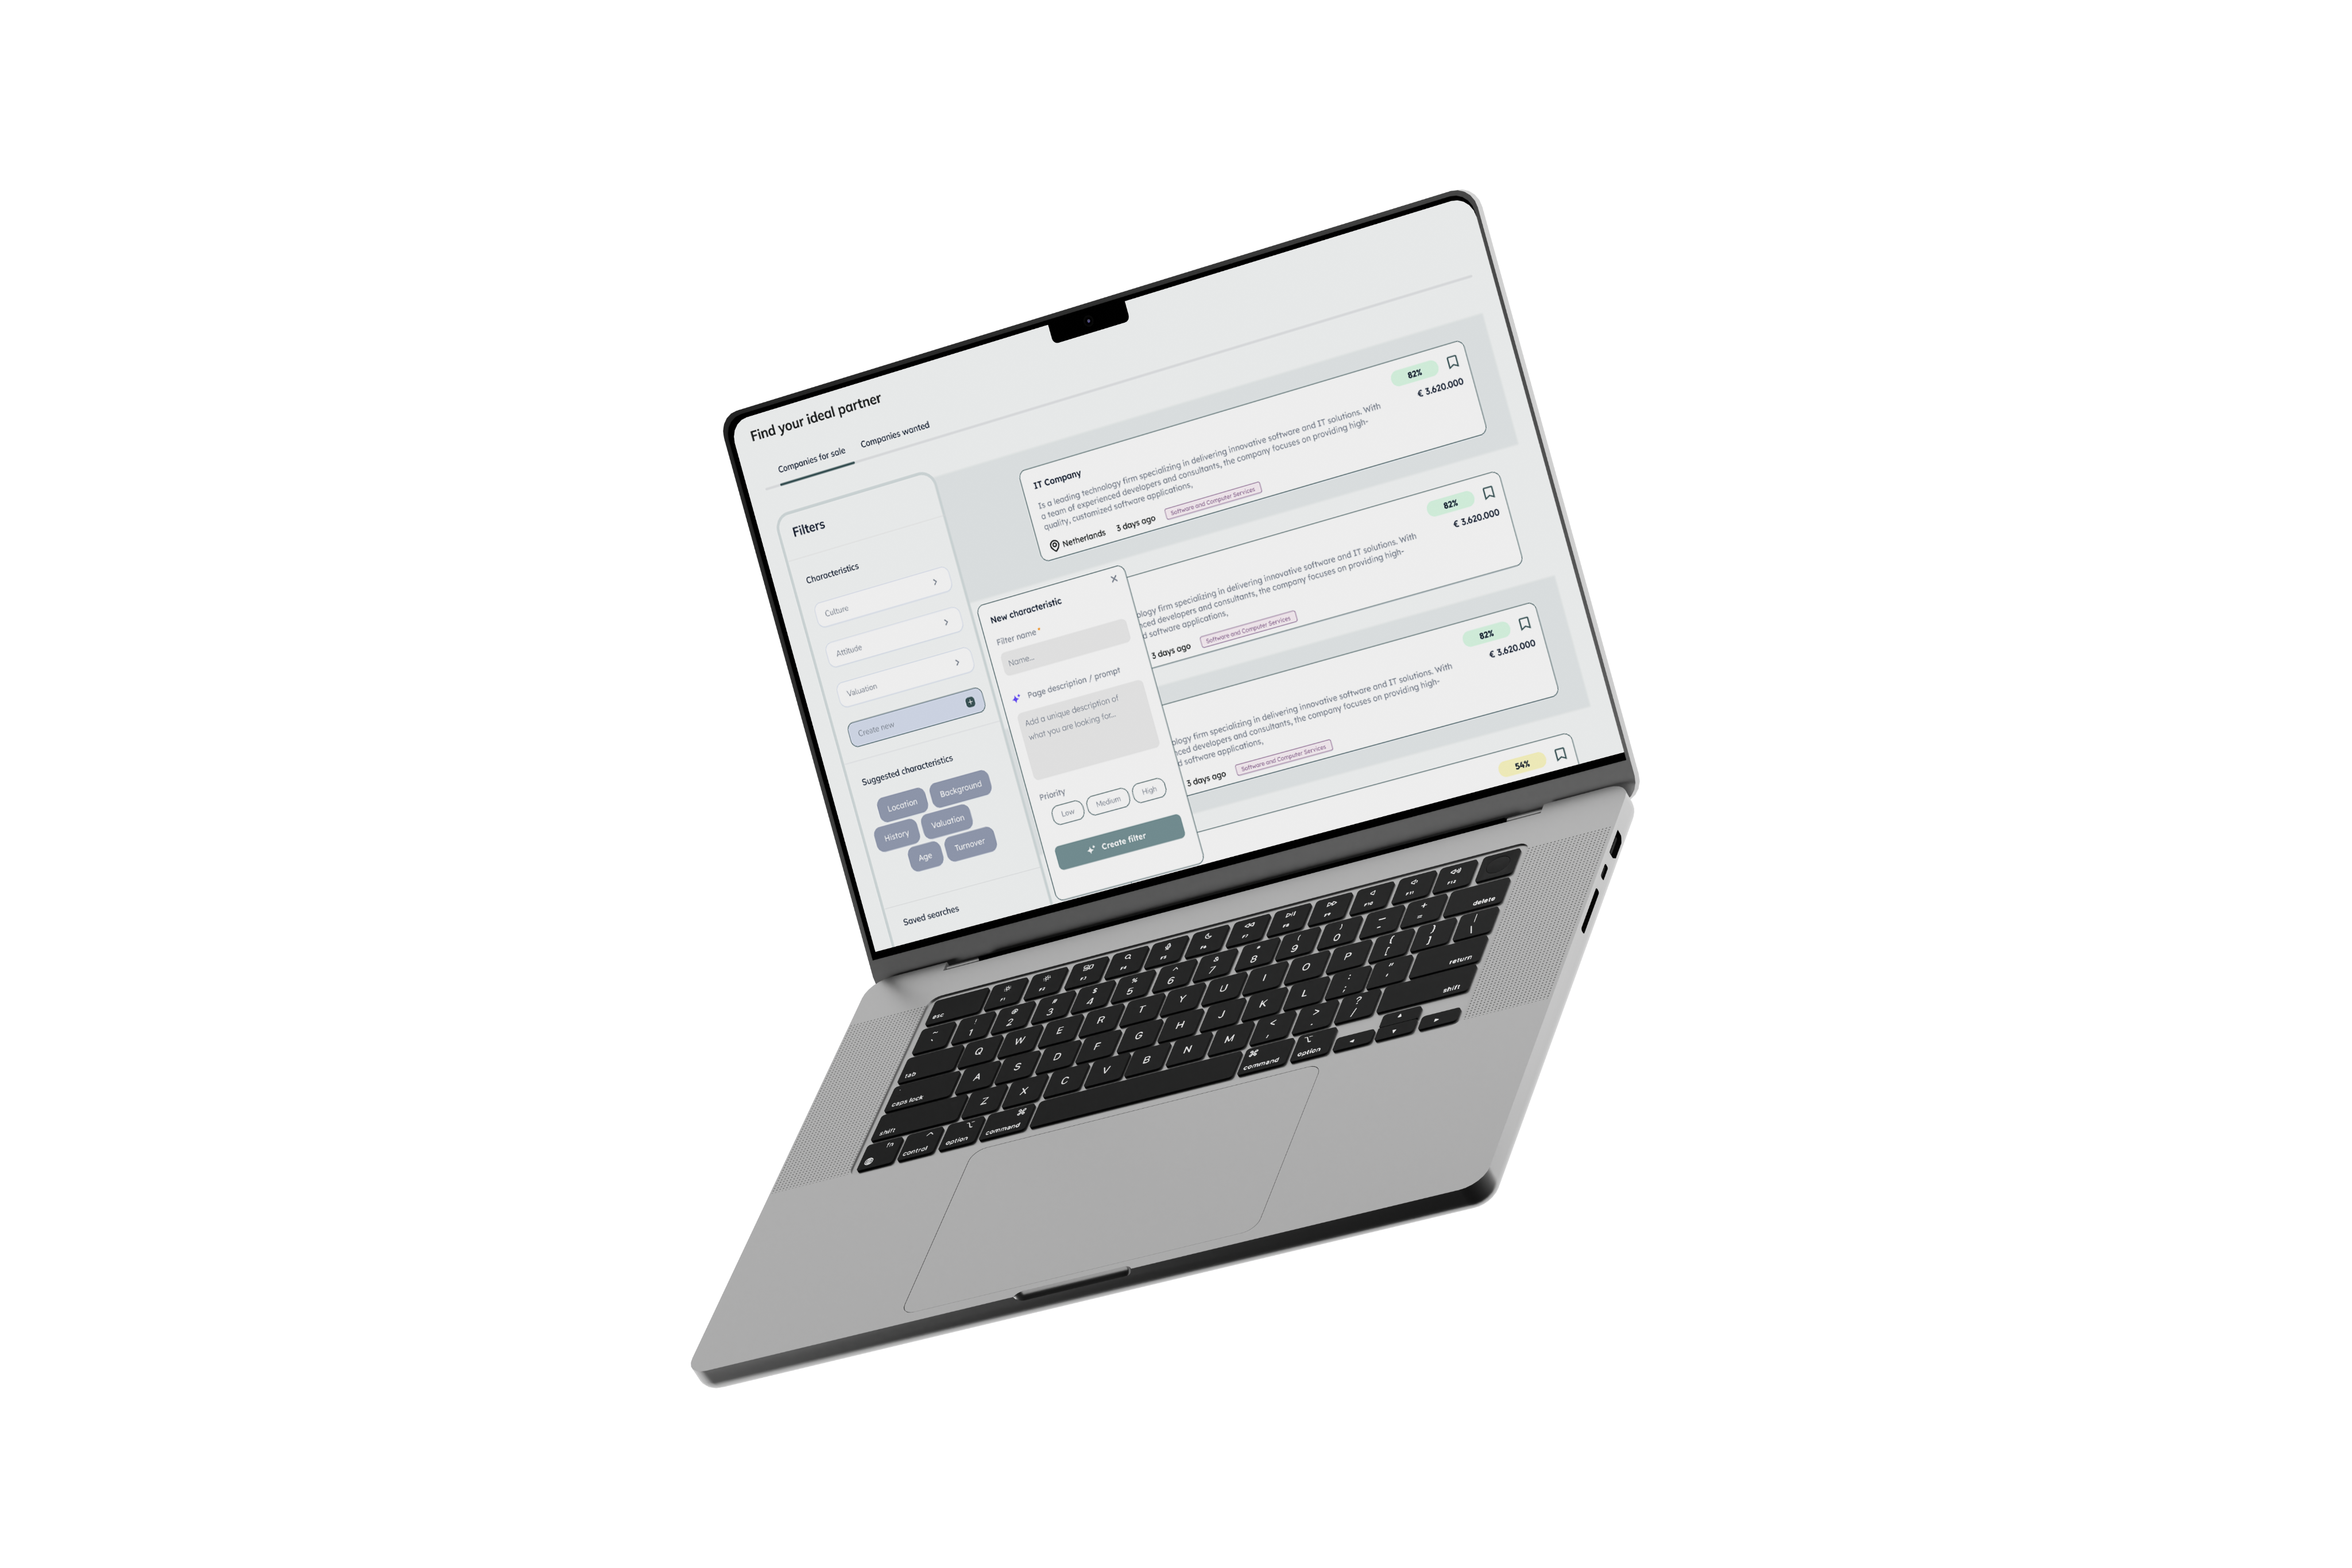 Find your ideal partner
Companies for sale
Companies wanted
Filters
Characteristics
Culture
Attitude
Valuation
Create new
Suggested characteristics
Location
Background
History
Valuation
Age
Turnover
Saved searches
New characteristic
Filter name *
Name...
Page description / prompt
Add a unique description of
what you are looking for...
Priority
Low
Medium
High
Create filter
IT Company
82%
€ 3.620.000
Is a leading technology firm specializing in delivering innovative software and IT solutions. With
a team of experienced developers and consultants, the company focuses on providing high-
quality, customized software applications,
Netherlands
3 days ago
Software and Computer Services
82%
€ 3.620.000
ology firm specializing in delivering innovative software and IT solutions. With
nced developers and consultants, the company focuses on providing high-
d software applications,
3 days ago
Software and Computer Services
82%
€ 3.620.000
ology firm specializing in delivering innovative software and IT solutions. With
nced developers and consultants, the company focuses on providing high-
d software applications,
3 days ago
Software and Computer Services
54%
esc
~ ` ! 1 @ 2 # 3 $ 4 % 5 ^ 6 & 7 * 8 ( 9 ) 0 — - + = delete
tab Q W E R T Y U I O P { [ } ] | \
caps lock A S D F G H J K L : ; " ' return
shift Z X C V B N M < , > . ? / shift
fn control option command command option